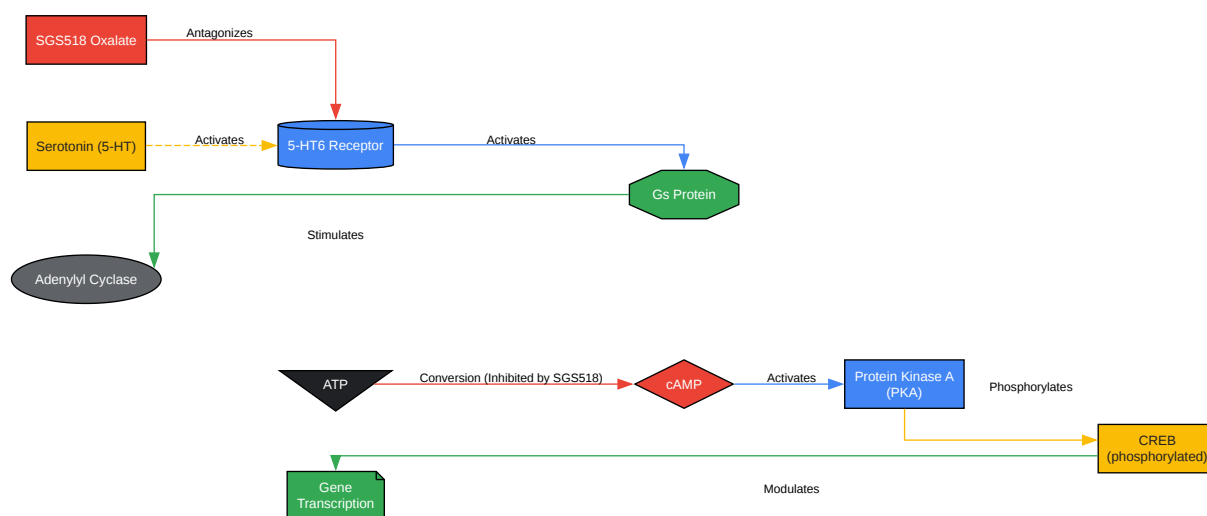 Antagonizes
SGS518 Oxalate
Serotonin (5-HT)
Activates
5-HT6 Receptor
Activates
Gs Protein
Stimulates
Adenylyl Cyclase
ATP
Conversion (Inhibited by SGS518)
cAMP
Activates
Protein Kinase A
(PKA)
Phosphorylates
CREB
(phosphorylated)
Gene
Transcription
Modulates